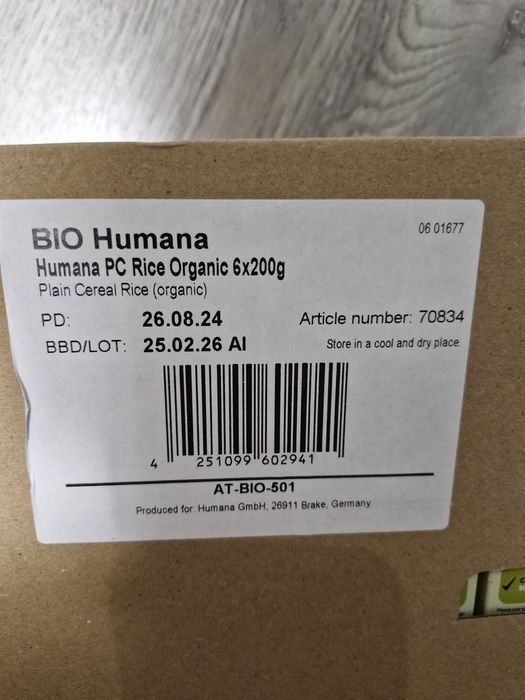 06 01677
BIO Humana
Humana PC Rice Organic 6x200g
Plain Cereal Rice (organic)
PD: 26.08.24 Article number: 70834
BBD/LOT: 25.02.26 AI Store in a cool and dry place.
4 251099 602941
AT-BIO-501
Produced for: Humana GmbH, 26911 Brake, Germany